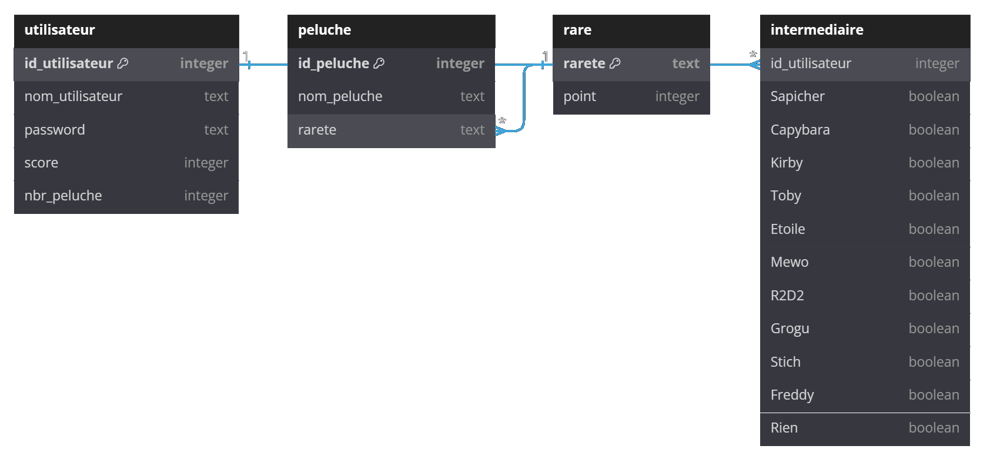 utilisateur
id_utilisateur integer
nom_utilisateur text
password text
score integer
nbr_peluche integer
1
peluche
id_peluche integer
nom_peluche text
rarete text
*
1
rare
rarete text
point integer
*
intermediaire
id_utilisateur integer
Sapicher boolean
Capybara boolean
Kirby boolean
Toby boolean
Etoile boolean
Mewo boolean
R2D2 boolean
Grogu boolean
Stich boolean
Freddy boolean
Rien boolean